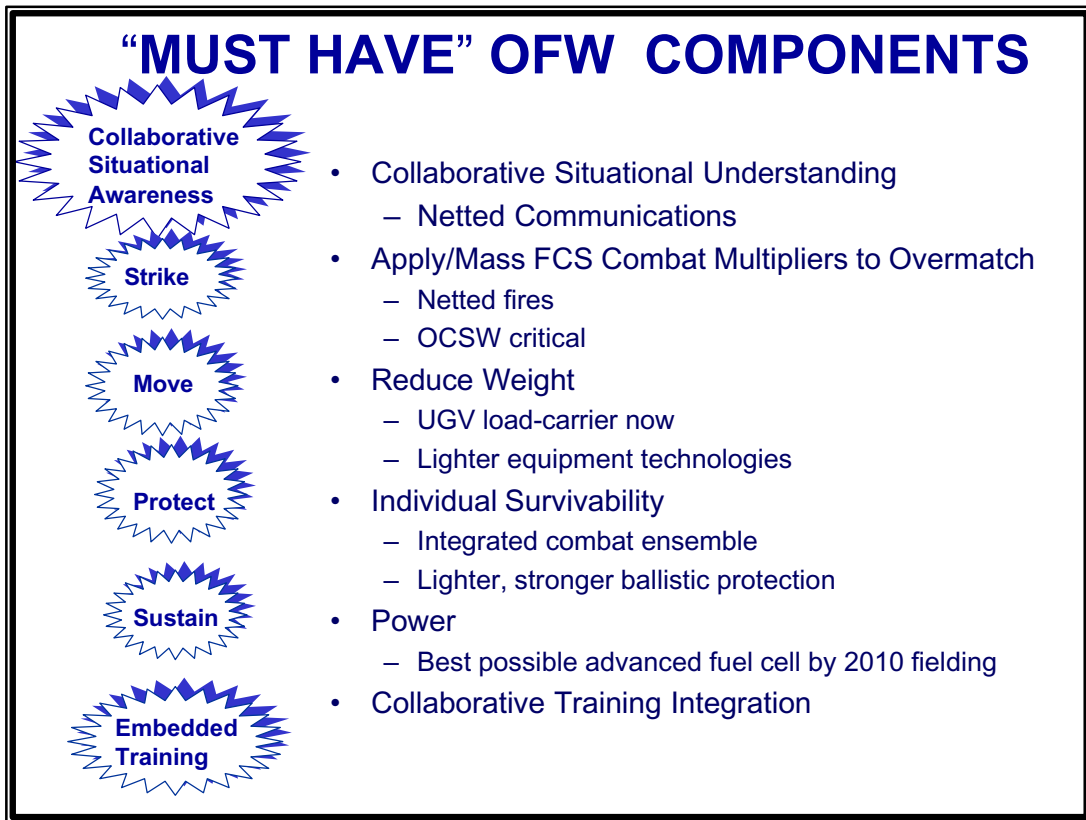 “MUST HAVE” OFW COMPONENTS
Collaborative
Situational
Awareness
• Collaborative Situational Understanding
– Netted Communications
Strike
• Apply/Mass FCS Combat Multipliers to Overmatch
– Netted fires
– OCSW critical
Move
• Reduce Weight
– UGV load-carrier now
– Lighter equipment technologies
Protect
• Individual Survivability
– Integrated combat ensemble
– Lighter, stronger ballistic protection
Sustain
• Power
– Best possible advanced fuel cell by 2010 fielding
Embedded
Training
• Collaborative Training Integration